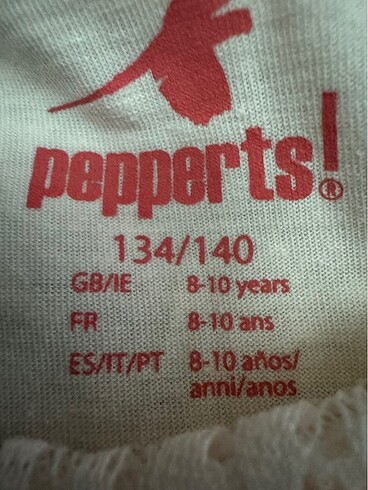 pepperts!®
134/140
GB/IE 8-10 years
FR 8-10 ans
ES/IT/PT 8-10 años/
anni/anos